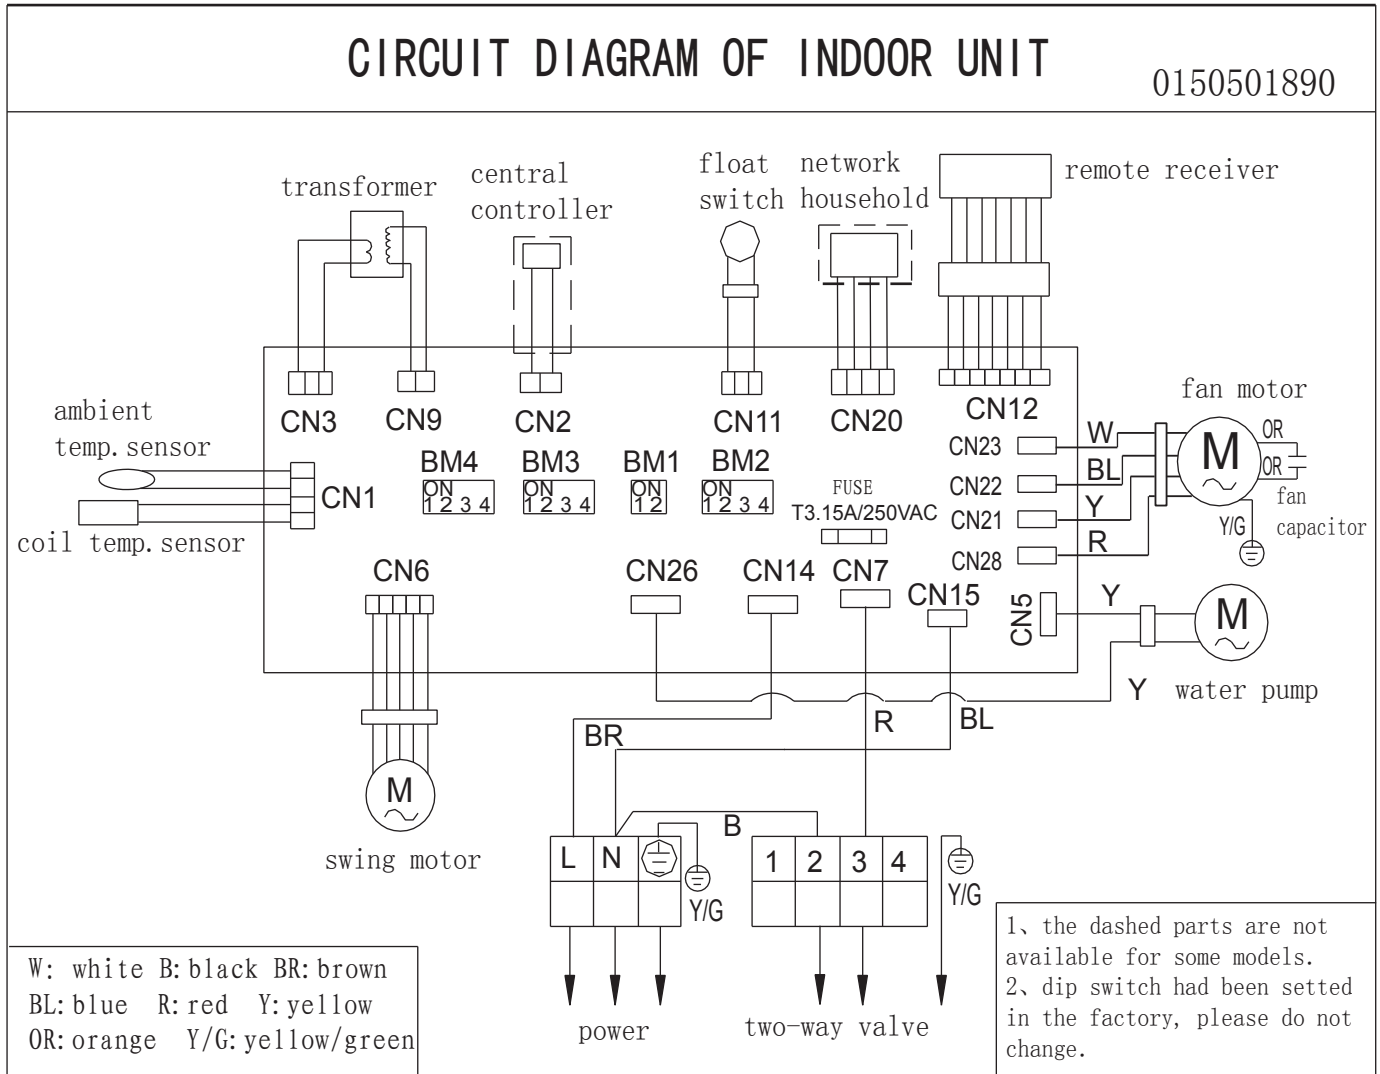 CIRCUIT DIAGRAM OF INDOOR UNIT
0150501890
transformer
central
controller
float
switch
network
household
remote receiver
CN3
CN9
CN2
CN11
CN20
CN12
fan motor
ambient
temp.sensor
CN1
coil temp.sensor
BM4
ON
1 2 3 4
BM3
ON
1 2 3 4
BM1
ON
1 2
BM2
ON
1 2 3 4
FUSE
T3.15A/250VAC
CN23
W
CN22
BL
CN21
Y
CN28
R
M
OR
OR
fan
capacitor
Y/G
CN6
CN26
CN14
CN7
CN15
CN5
Y
M
Y
water pump
BR
R
BL
M
swing motor
B
L N
Y/G
1 2 3 4
Y/G
power
two-way valve
W: white B:black BR:brown
BL:blue R:red Y:yellow
OR:orange Y/G:yellow/green
1、the dashed parts are not
available for some models.
2、dip switch had been setted
in the factory, please do not
change.